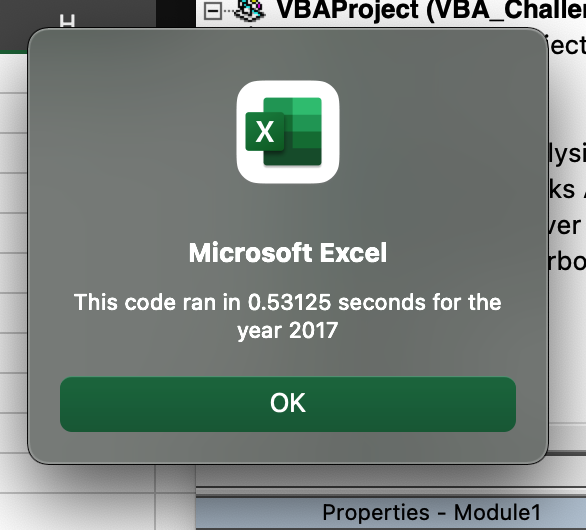 H
VBAProject (VBA_Challe
ject
X
lysi
ks
ver
rbo
Microsoft Excel
This code ran in 0.53125 seconds for the
year 2017
OK
Properties - Module1